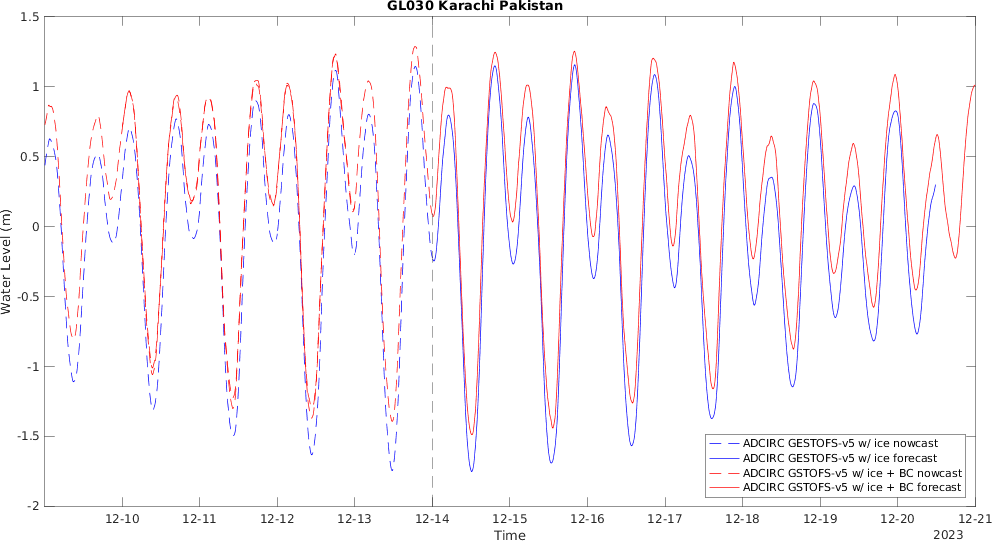 GL030 Karachi Pakistan
1.5
1
0.5
0
-0.5
-1
-1.5
-2
Water Level (m)
12-10 12-11 12-12 12-13 12-14 12-15 12-16 12-17 12-18 12-19 12-20 12-21
Time
2023
ADCIRC GESTOFS-v5 w/ ice nowcast
ADCIRC GESTOFS-v5 w/ ice forecast
ADCIRC GSTOFS-v5 w/ ice + BC nowcast
ADCIRC GSTOFS-v5 w/ ice + BC forecast